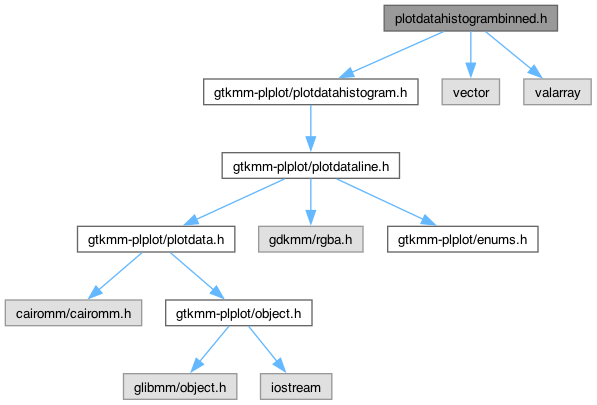 plotdatahistogrambinned.h
gtkmm-plplot/plotdatahistogram.h
vector
valarray
gtkmm-plplot/plotdataline.h
gtkmm-plplot/plotdata.h
gdkmm/rgba.h
gtkmm-plplot/enums.h
cairomm/cairomm.h
gtkmm-plplot/object.h
glibmm/object.h
iostream